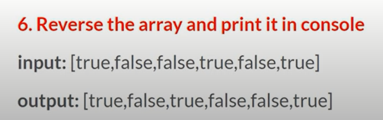 6. Reverse the array and print it in console
input: [true,false,false,true,false,true]
output: [true,false,true,false,false,true]